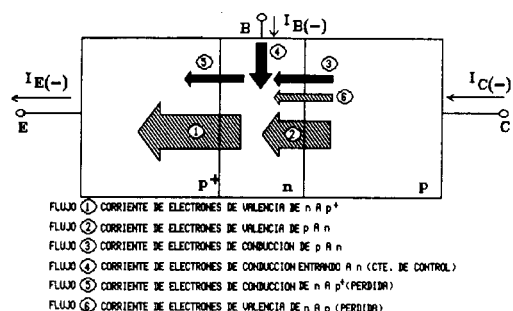 B I B(-)
④
I E(-) ⑤ ③ I C(-)
⑥
E ① ② C
p+ n p
FLUJO ① CORRIENTE DE ELECTRONES DE VALENCIA DE n A p+
FLUJO ② CORRIENTE DE ELECTRONES DE VALENCIA DE p A n
FLUJO ③ CORRIENTE DE ELECTRONES DE CONDUCCION DE p A n
FLUJO ④ CORRIENTE DE ELECTRONES DE CONDUCCION ENTRANDO A n (CTE. DE CONTROL)
FLUJO ⑤ CORRIENTE DE ELECTRONES DE CONDUCCION DE n A p+(PERDIDA)
FLUJO ⑥ CORRIENTE DE ELECTRONES DE VALENCIA DE n A p (PERDIDA)